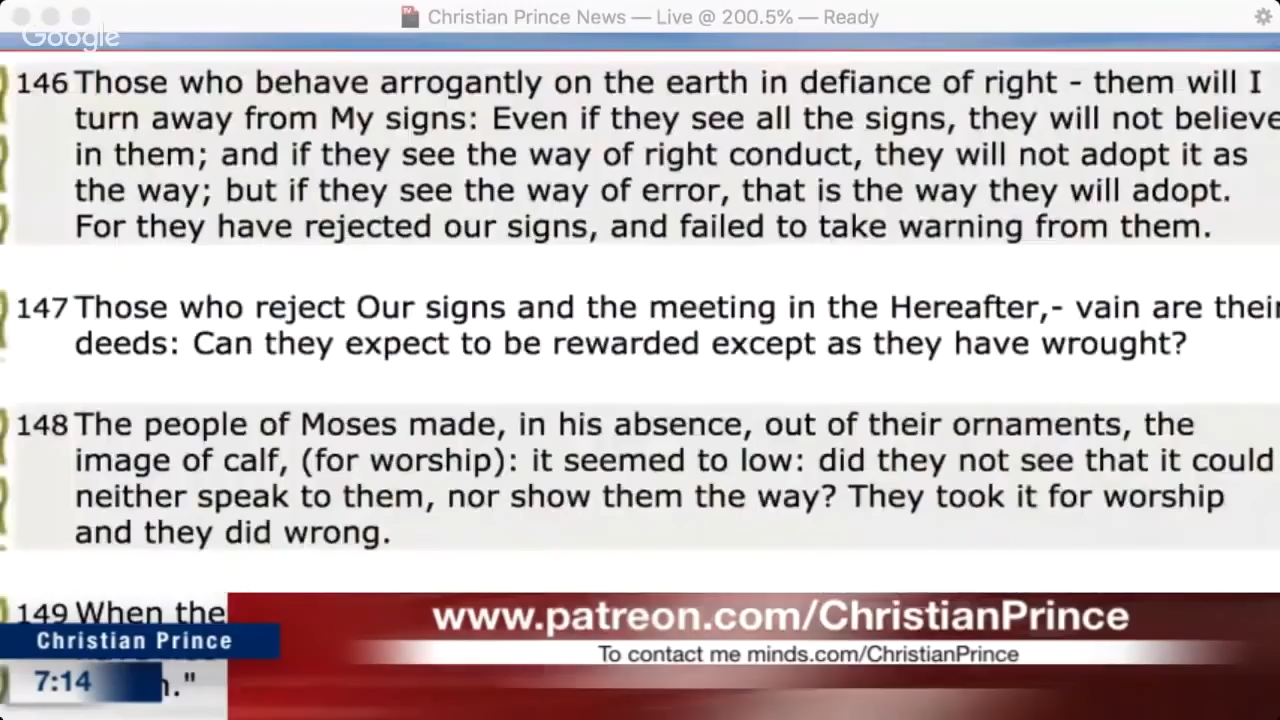 Christian Prince News — Live @ 200.5% — Ready
Google
146 Those who behave arrogantly on the earth in defiance of right - them will I
turn away from My signs: Even if they see all the signs, they will not believe
in them; and if they see the way of right conduct, they will not adopt it as
the way; but if they see the way of error, that is the way they will adopt.
For they have rejected our signs, and failed to take warning from them.
147 Those who reject Our signs and the meeting in the Hereafter,- vain are their
deeds: Can they expect to be rewarded except as they have wrought?
148 The people of Moses made, in his absence, out of their ornaments, the
image of calf, (for worship): it seemed to low: did they not see that it could
neither speak to them, nor show them the way? They took it for worship
and they did wrong.
149 When the
www.patreon.com/ChristianPrince
Christian Prince
To contact me minds.com/ChristianPrince
7:14
."